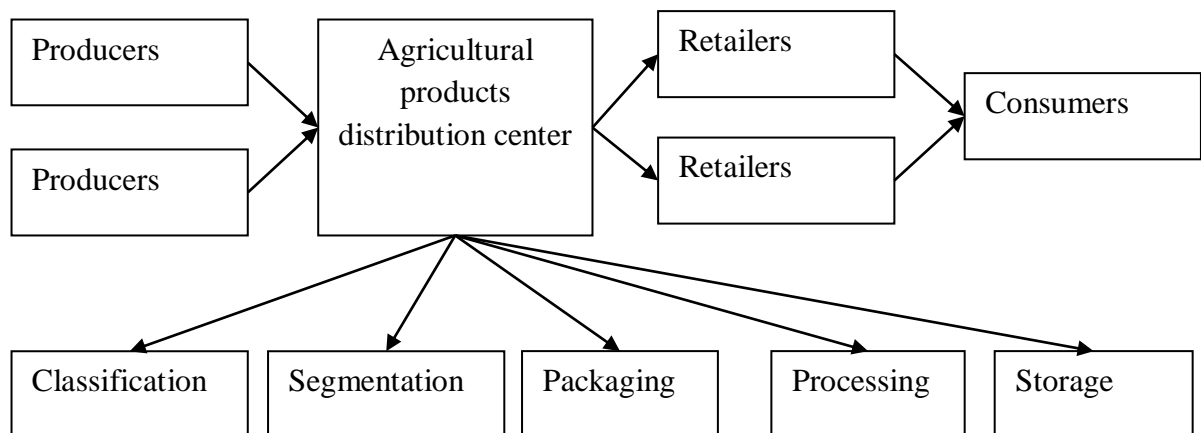 Producers
Producers
Agricultural
products
distribution center
Retailers
Retailers
Consumers
Classification
Segmentation
Packaging
Processing
Storage